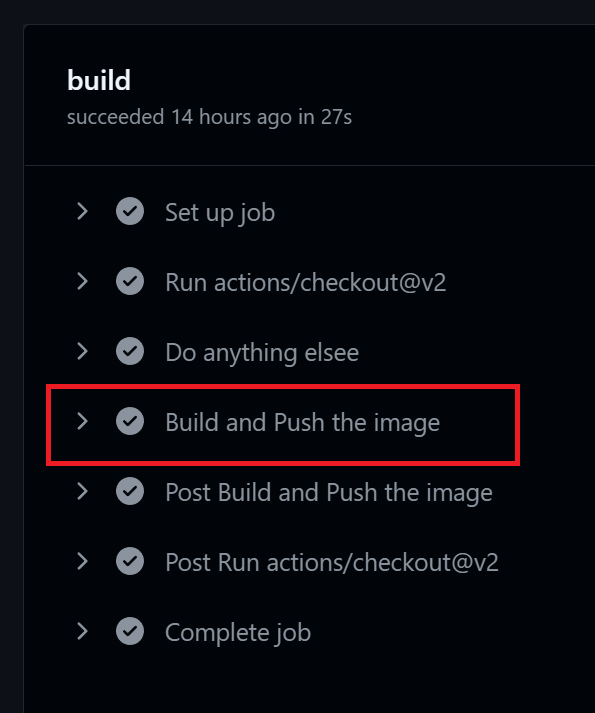 build
succeeded 14 hours ago in 27s
Set up job
Run actions/checkout@v2
Do anything elsee
Build and Push the image
Post Build and Push the image
Post Run actions/checkout@v2
Complete job